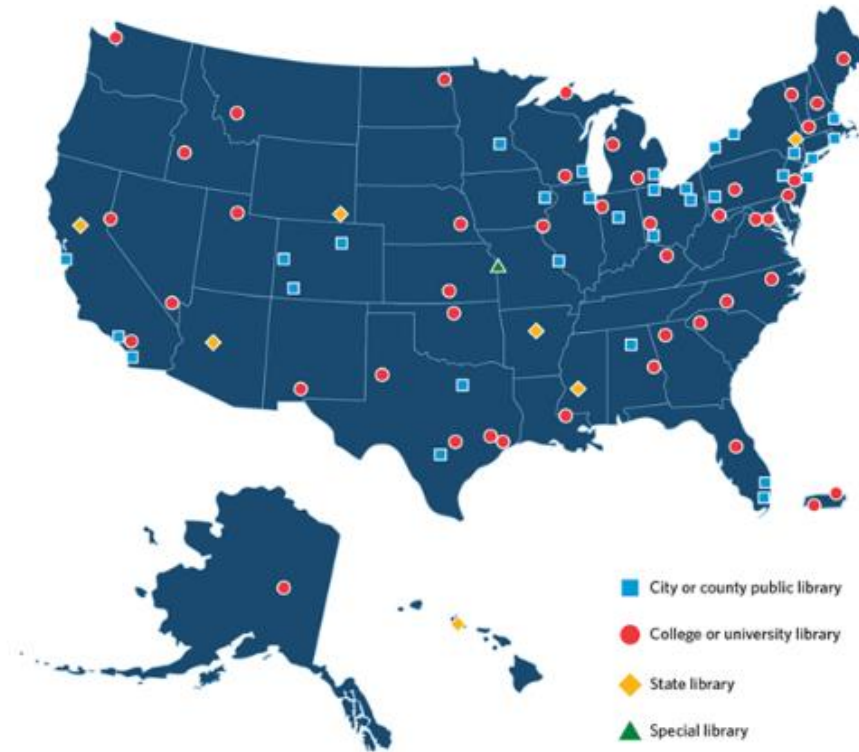 City or county public library
College or university library
State library
Special library